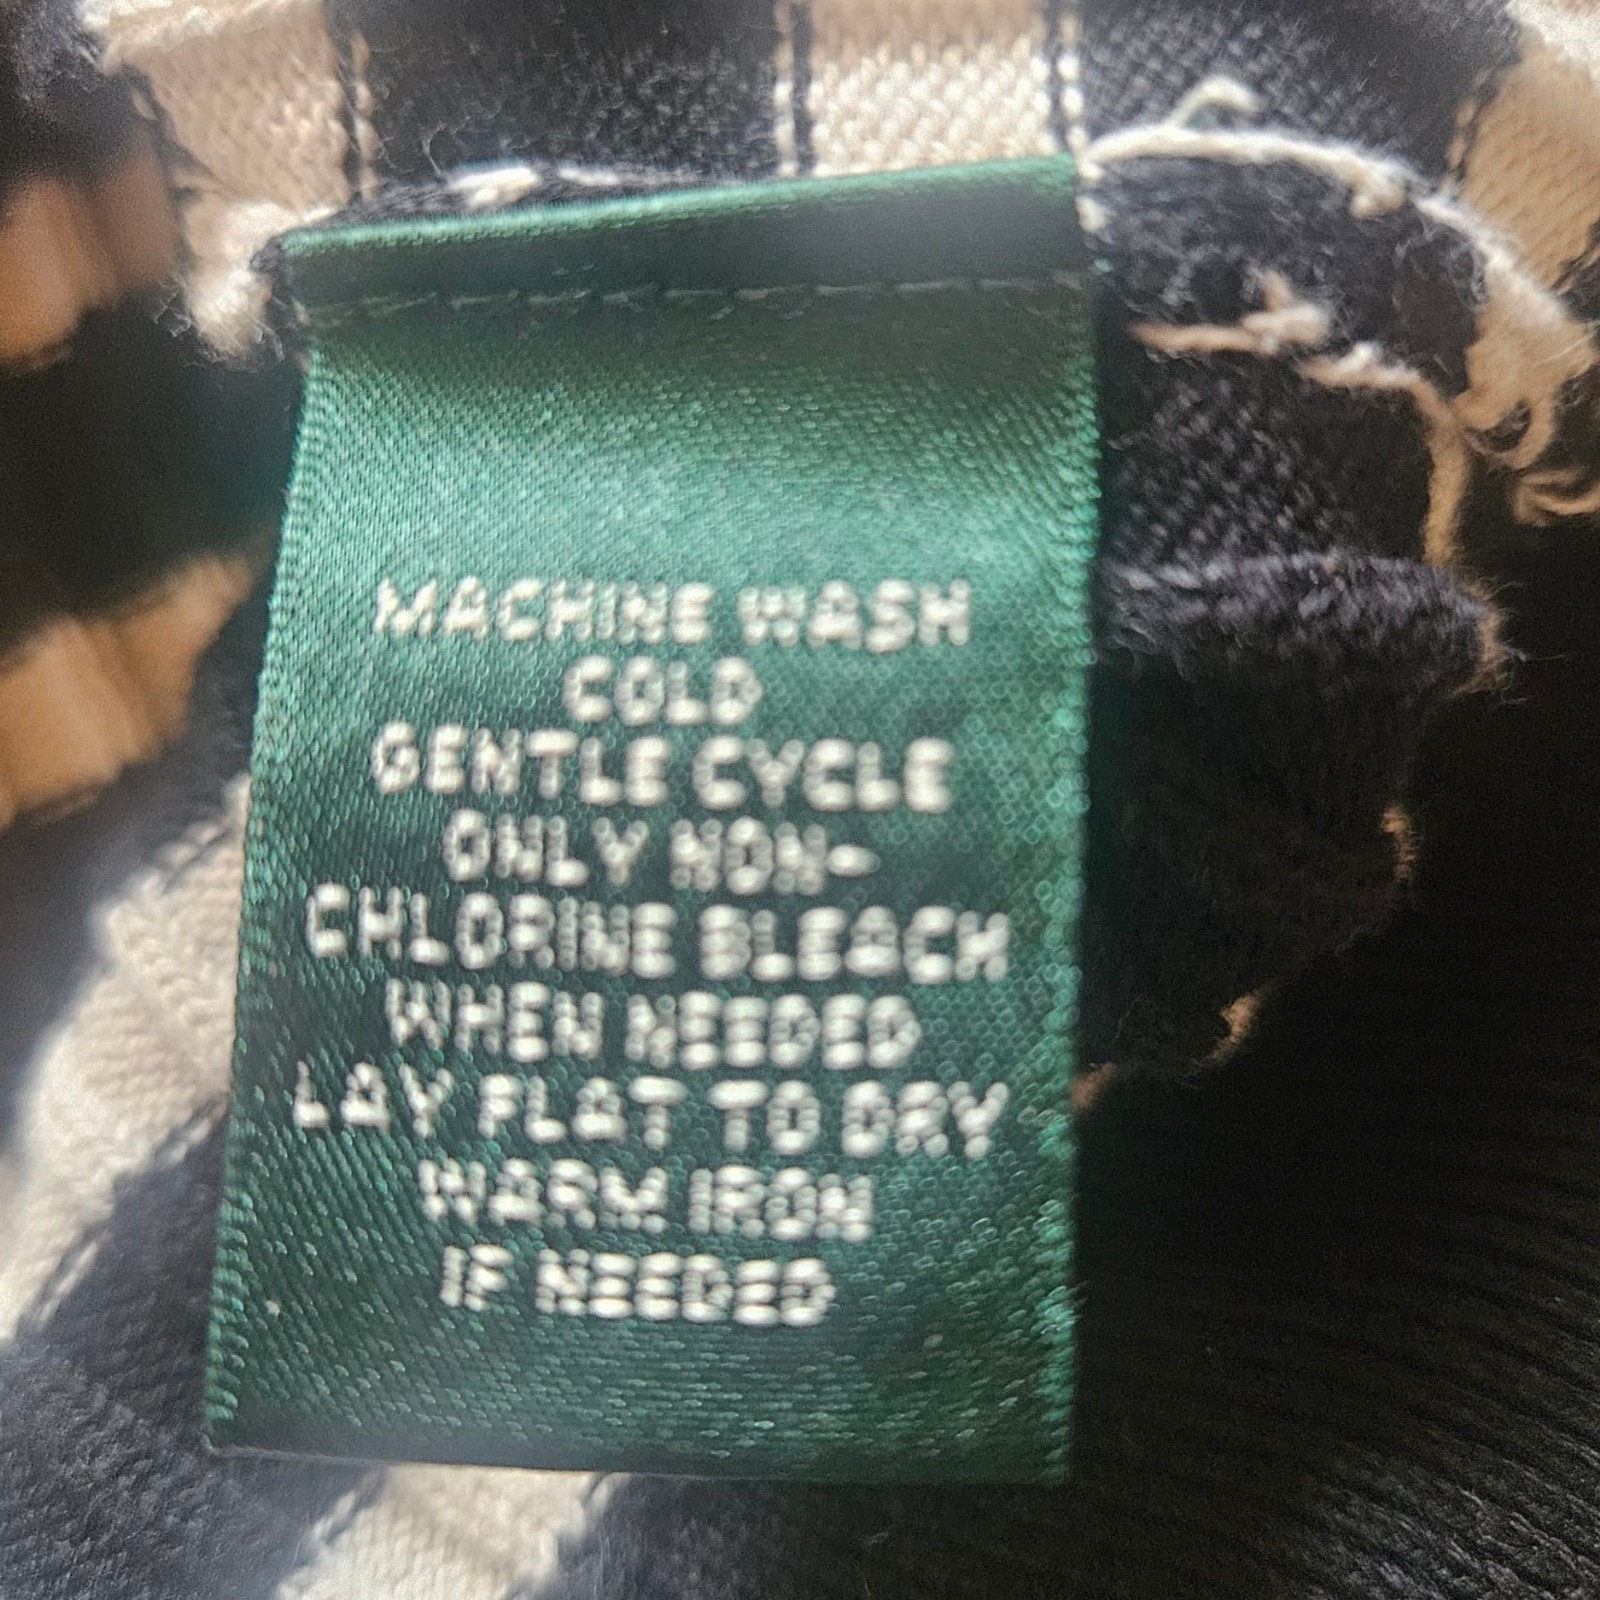 MACHINE WASH
COLD
GENTLE CYCLE
ONLY NON-
CHLORINE BLEACH
WHEN NEEDED
LAY FLAT TO DRY
WARM IRON
IF NEEDED